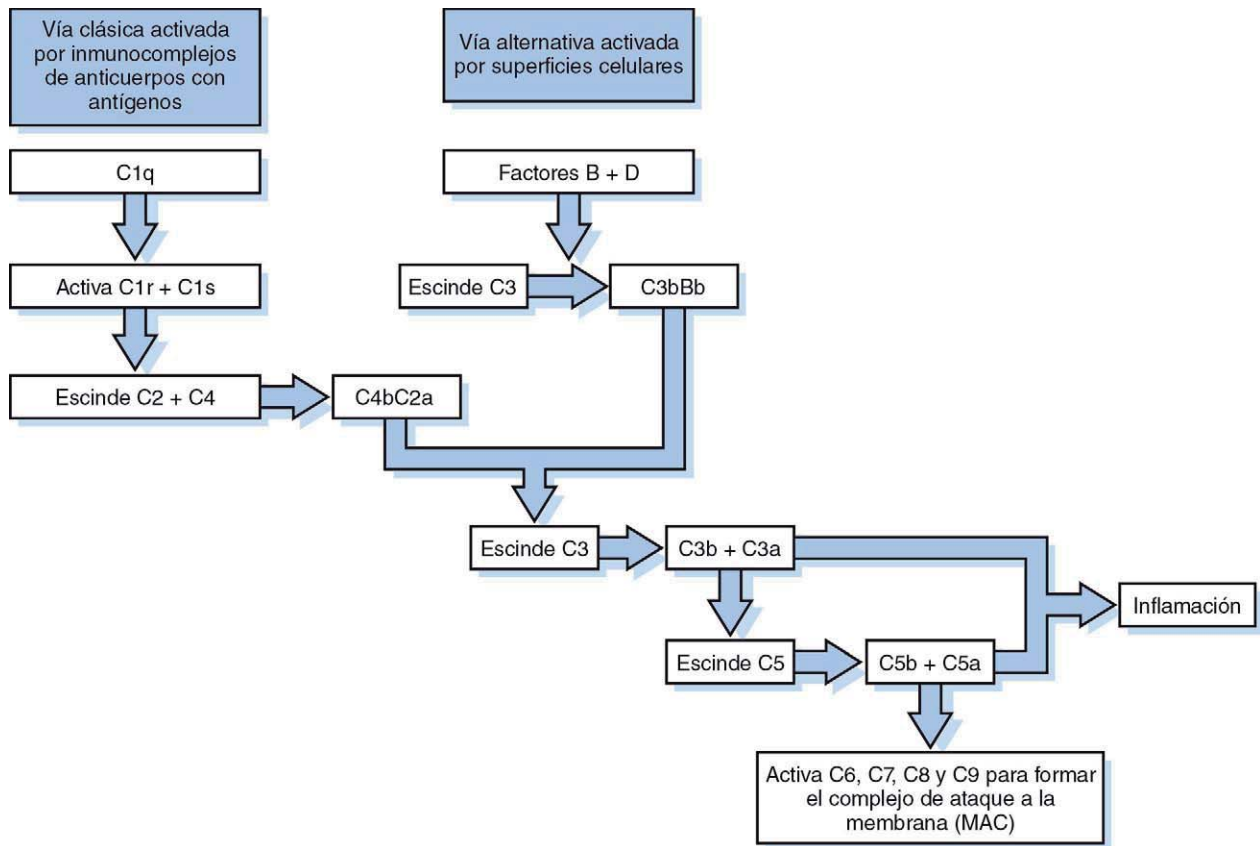 Vía clásica activada
por inmunocomplejos
de anticuerpos con
antígenos
Vía alternativa activada
por superficies celulares
C1q
Factores B + D
Activa C1r + C1s
Escinde C3
C3bBb
Escinde C2 + C4
C4bC2a
Escinde C3
C3b + C3a
Inflamación
Escinde C5
C5b + C5a
Activa C6, C7, C8 y C9 para formar
el complejo de ataque a la
membrana (MAC)